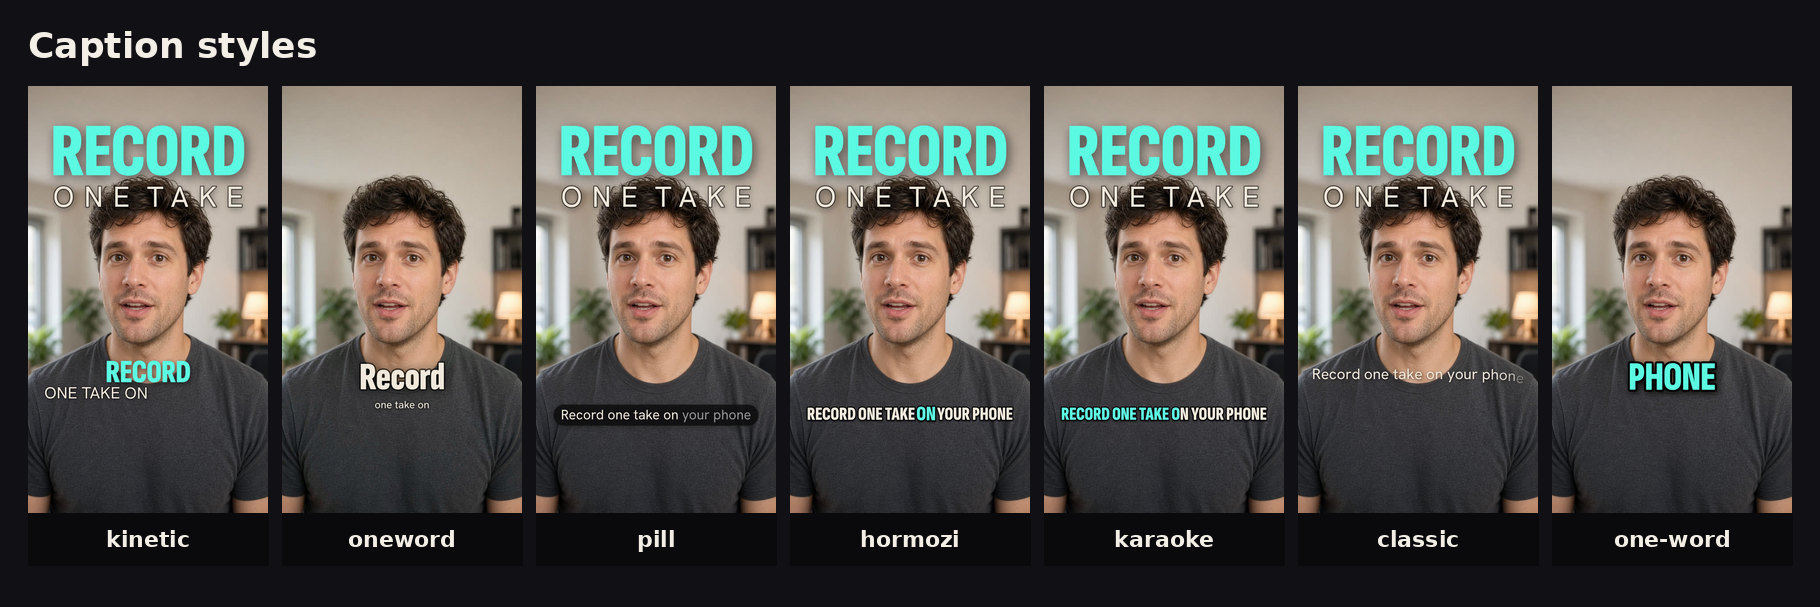 Caption styles
RECORD
ONE TAKE
RECORD
ONE TAKE ON
kinetic
Record
one take on
oneword
RECORD
ONE TAKE
Record one take on your phone
pill
RECORD
ONE TAKE
RECORD ONE TAKE ON YOUR PHONE
hormozi
RECORD
ONE TAKE
RECORD ONE TAKE ON YOUR PHONE
karaoke
RECORD
ONE TAKE
Record one take on your phone
classic
PHONE
one-word